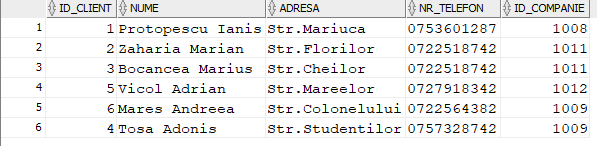 ID_CLIENT NUME ADRESA NR_TELEFON ID_COMPANIE
1 1 Protopescu Ianis Str.Mariuca 0753601287 1008
2 2 Zaharia Marian Str.Florilor 0722518742 1011
3 3 Bocancea Marius Str.Cheilor 0722518742 1011
4 5 Vicol Adrian Str.Mareelor 0727918342 1012
5 6 Mares Andreea Str.Colonelului 0722564382 1009
6 4 Tosa Adonis Str.Studentilor 0757328742 1009